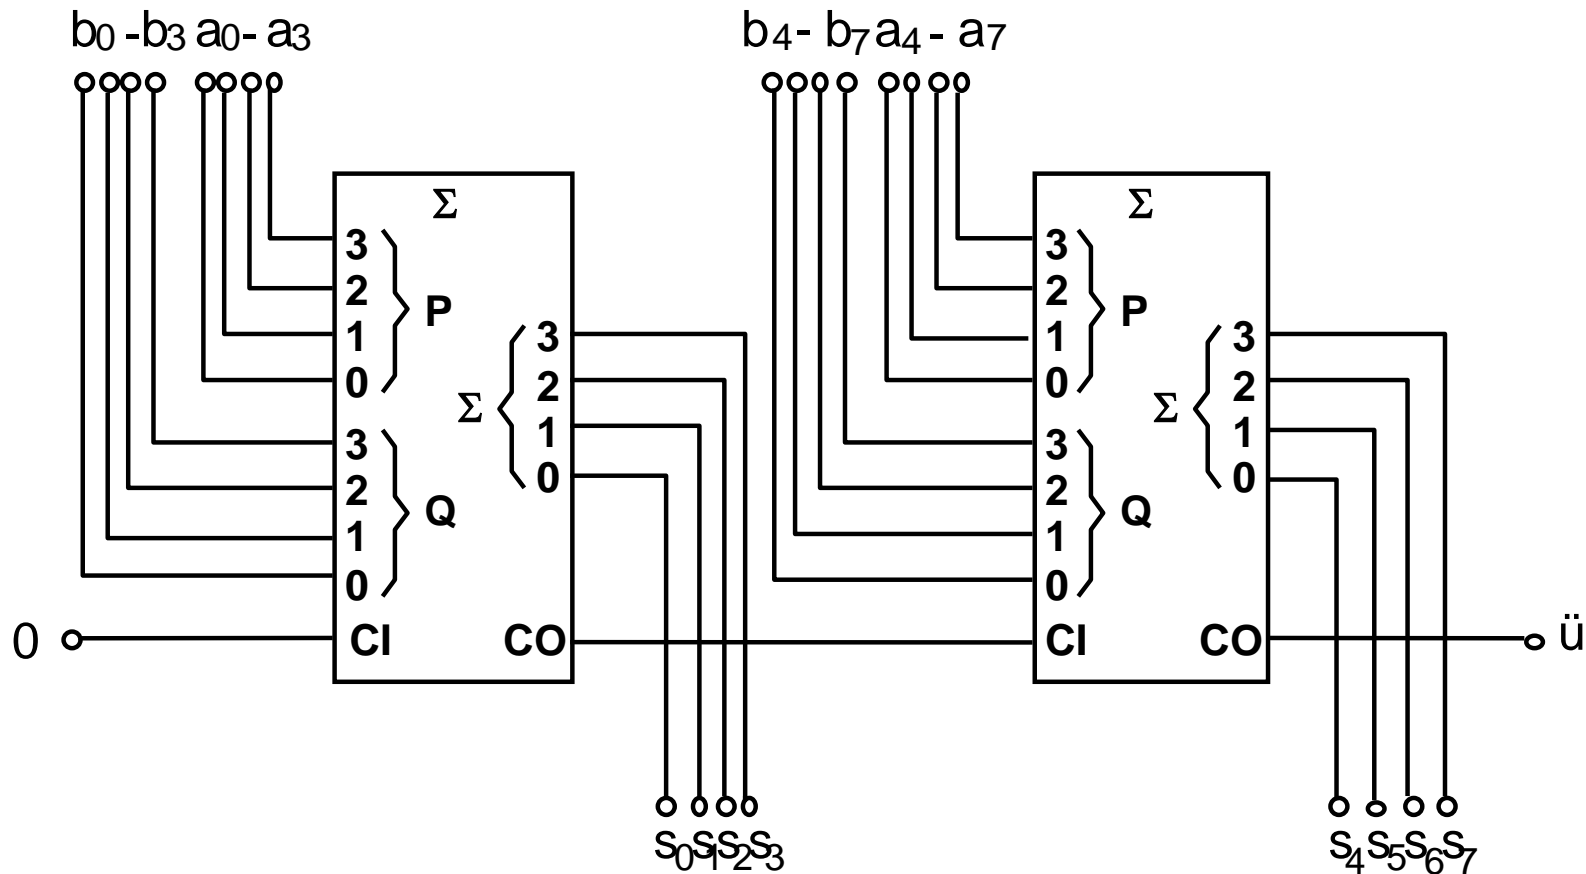 b0 -b3 a0- a3 b4- b7 a4- a7
Σ Σ
3 3
2 2
P P
1 3 1 3
0 2 0 2
Σ Σ
3 1 3 1
2 0 2 0
Q Q
1 1
0 0
0 CI CO CI CO ü
s0s1s2s3 s4s5s6s7